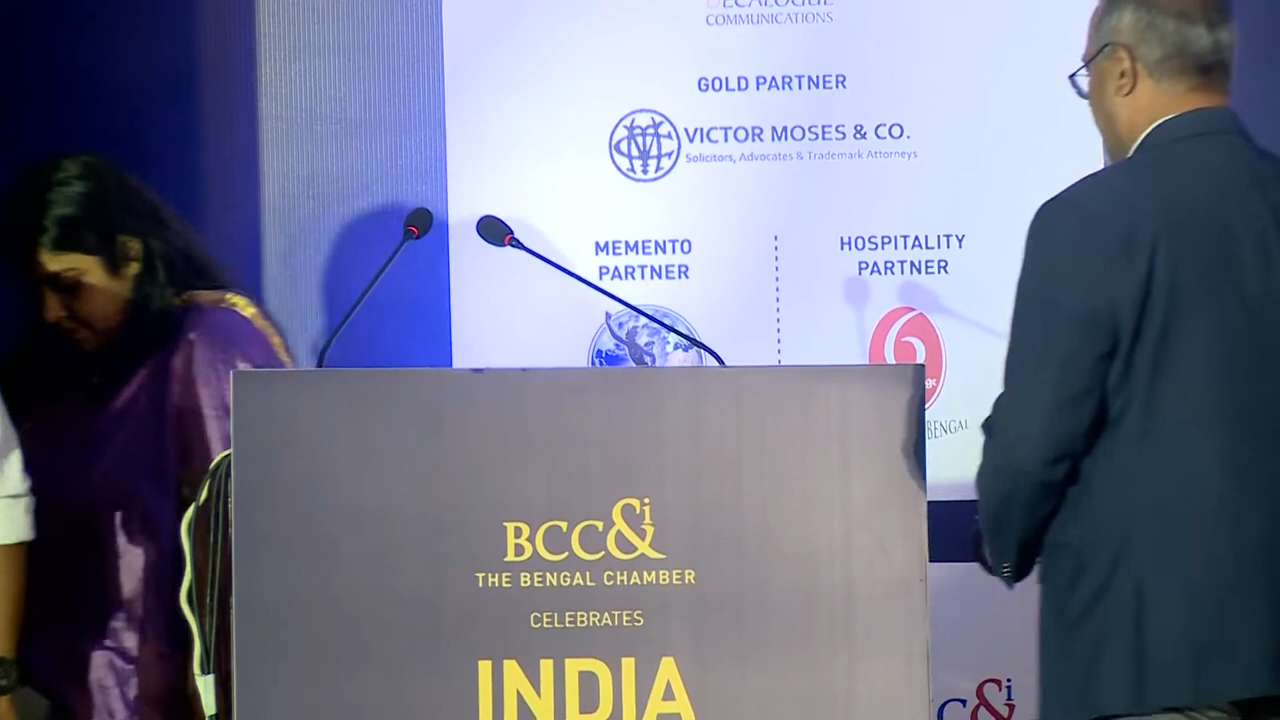 DECALOGUE
COMMUNICATIONS
GOLD PARTNER
VICTOR MOSES & CO.
Solicitors, Advocates & Trademark Attorneys
MEMENTO
PARTNER
HOSPITALITY
PARTNER
BENGAL
BCC&i
THE BENGAL CHAMBER
CELEBRATES
INDIA
C&i